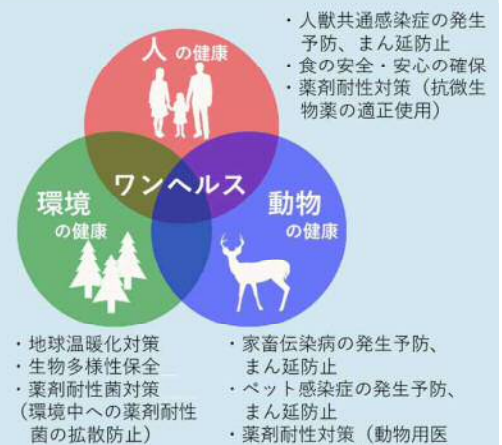 ・人獣共通感染症の発生
予防、まん延防止
・食の安全・安心の確保
・薬剤耐性対策（抗微生
物薬の適正使用）
人の健康
ワンヘルス
環境
の健康
動物
の健康
・地球温暖化対策
・生物多様性保全
・薬剤耐性菌対策
（環境中への薬剤耐性
菌の拡散防止）
・家畜伝染病の発生予防、
まん延防止
・ペット感染症の発生予防、
まん延防止
・薬剤耐性対策（動物用医